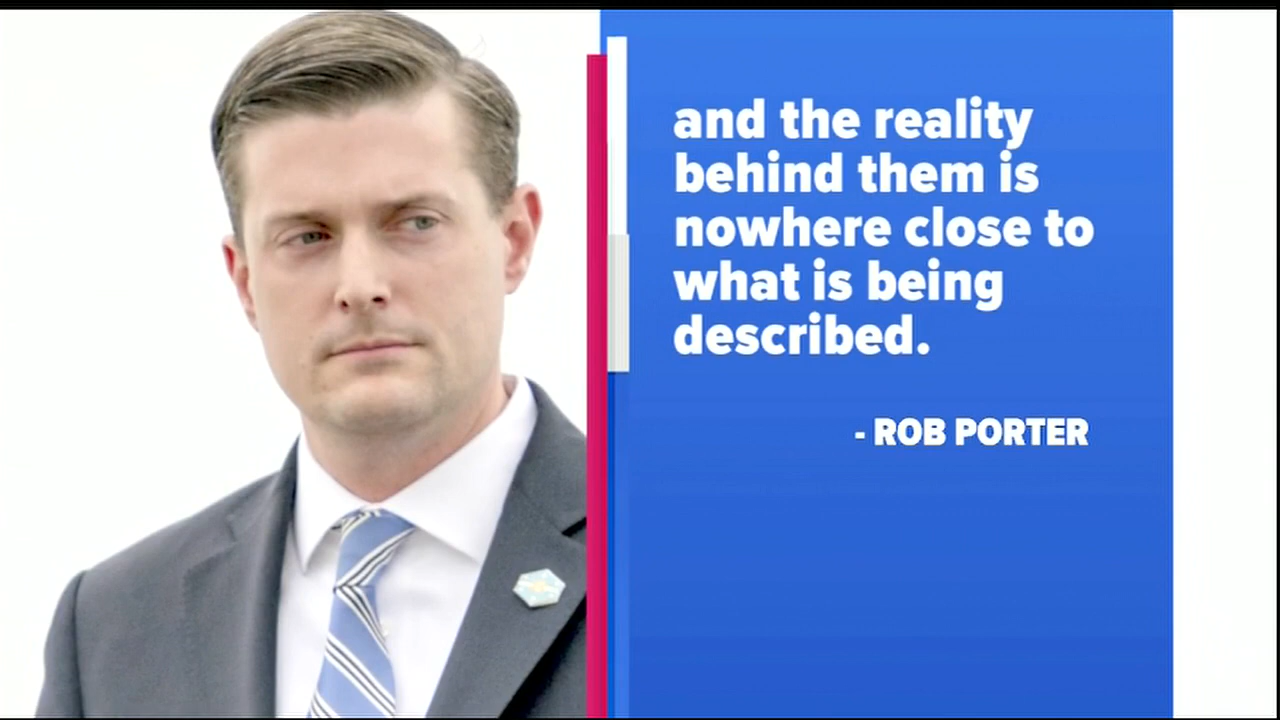 and the reality
behind them is
nowhere close to
what is being
described.
- ROB PORTER